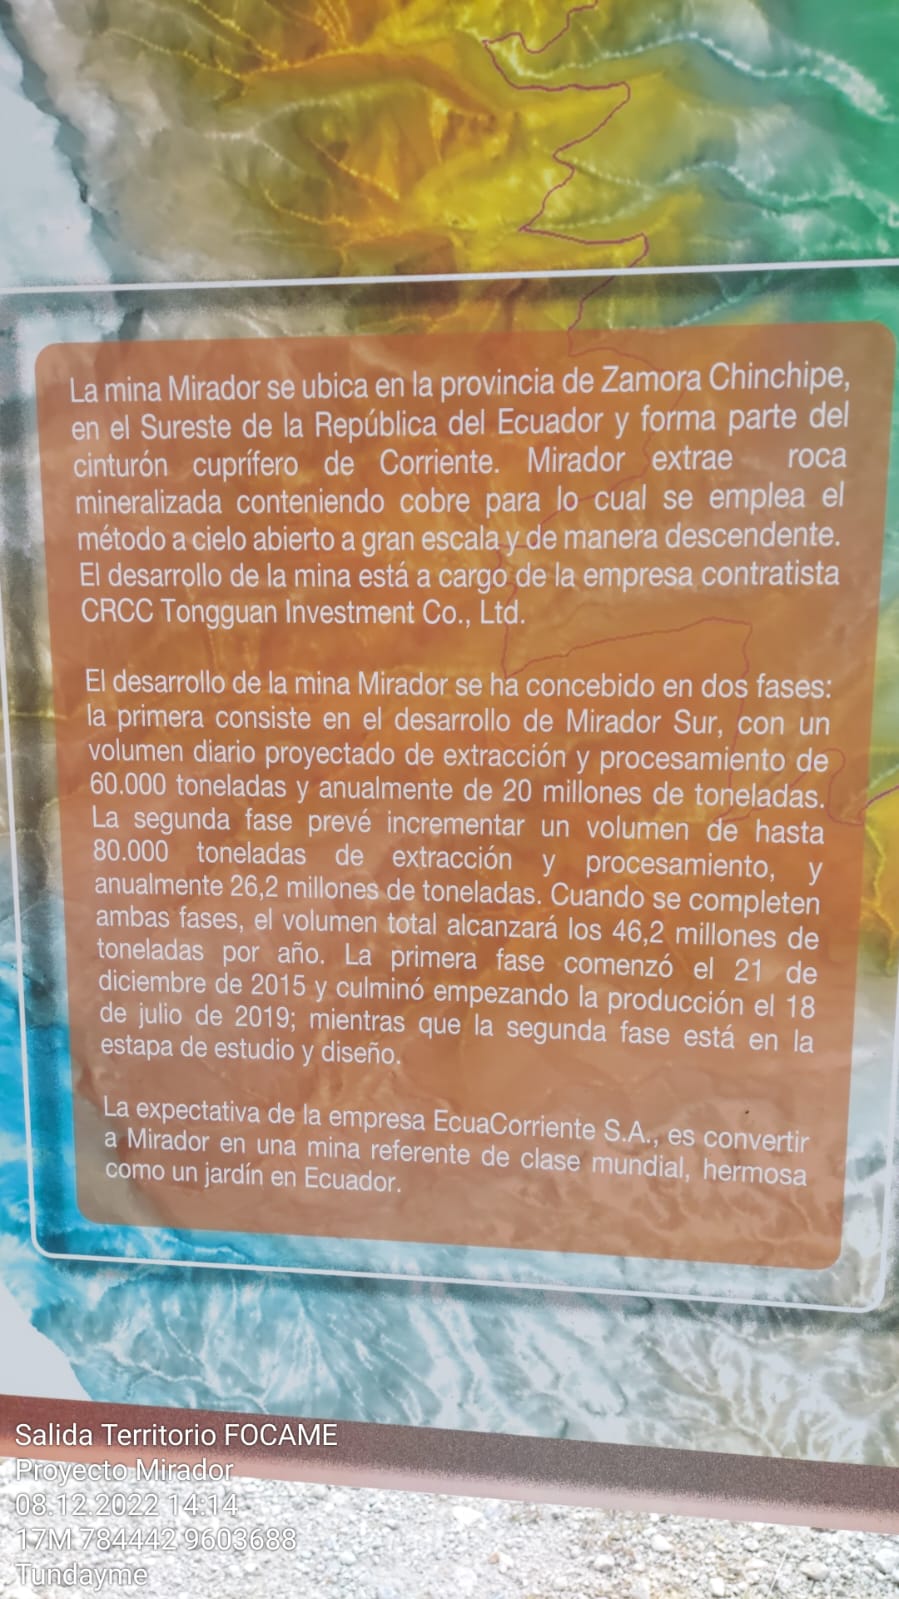 La mina Mirador se ubica en la provincia de Zamora Chinchipe,
en el Sureste de la República del Ecuador y forma parte del
cinturón cuprífero de Corriente. Mirador extrae roca
mineralizada conteniendo cobre para lo cual se emplea el
método a cielo abierto a gran escala y de manera descendente.
El desarrollo de la mina está a cargo de la empresa contratista
CRCC Tongguan Investment Co., Ltd.
El desarrollo de la mina Mirador se ha concebido en dos fases:
la primera consiste en el desarrollo de Mirador Sur, con un
volumen diario proyectado de extracción y procesamiento de
60.000 toneladas y anualmente de 20 millones de toneladas.
La segunda fase prevé incrementar un volumen de hasta
80.000 toneladas de extracción y procesamiento, y
anualmente 26,2 millones de toneladas. Cuando se completen
ambas fases, el volumen total alcanzará los 46,2 millones de
toneladas por año. La primera fase comenzó el 21 de
diciembre de 2015 y culminó empezando la producción el 18
de julio de 2019; mientras que la segunda fase está en la
estapa de estudio y diseño.
La expectativa de la empresa EcuaCorriente S.A., es convertir
a Mirador en una mina referente de clase mundial, hermosa
como un jardín en Ecuador.
Salida Territorio FOCAME
Proyecto Mirador
08.12.2022 14:14
17M 784442 9603688
Tundayme